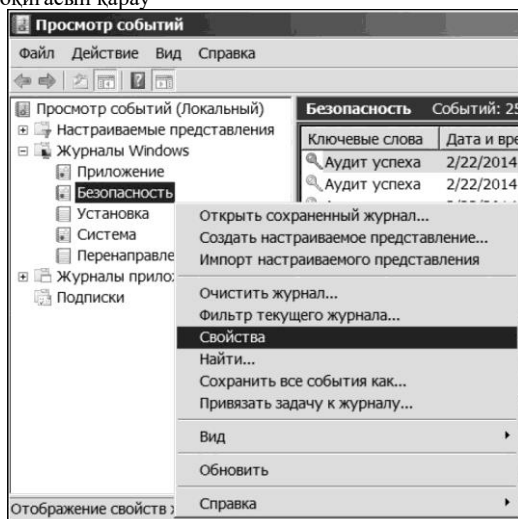 оқиғасын қарау
Просмотр событий
Файл Действие Вид Справка
Просмотр событий (Локальный)
Настраиваемые представления
Журналы Windows
Приложение
Безопасность
Установка
Система
Перенаправле
Журналы прило
Подписки
Безопасность Событий: 25
Ключевые слова Дата и вре
Аудит успеха 2/22/2014
Аудит успеха 2/22/2014
Открыть сохраненный журнал...
Создать настраиваемое представление...
Импорт настраиваемого представления
Очистить журнал...
Фильтр текущего журнала...
Свойства
Найти...
Сохранить все события как...
Привязать задачу к журналу...
Вид
Обновить
Справка
Отображение свойств